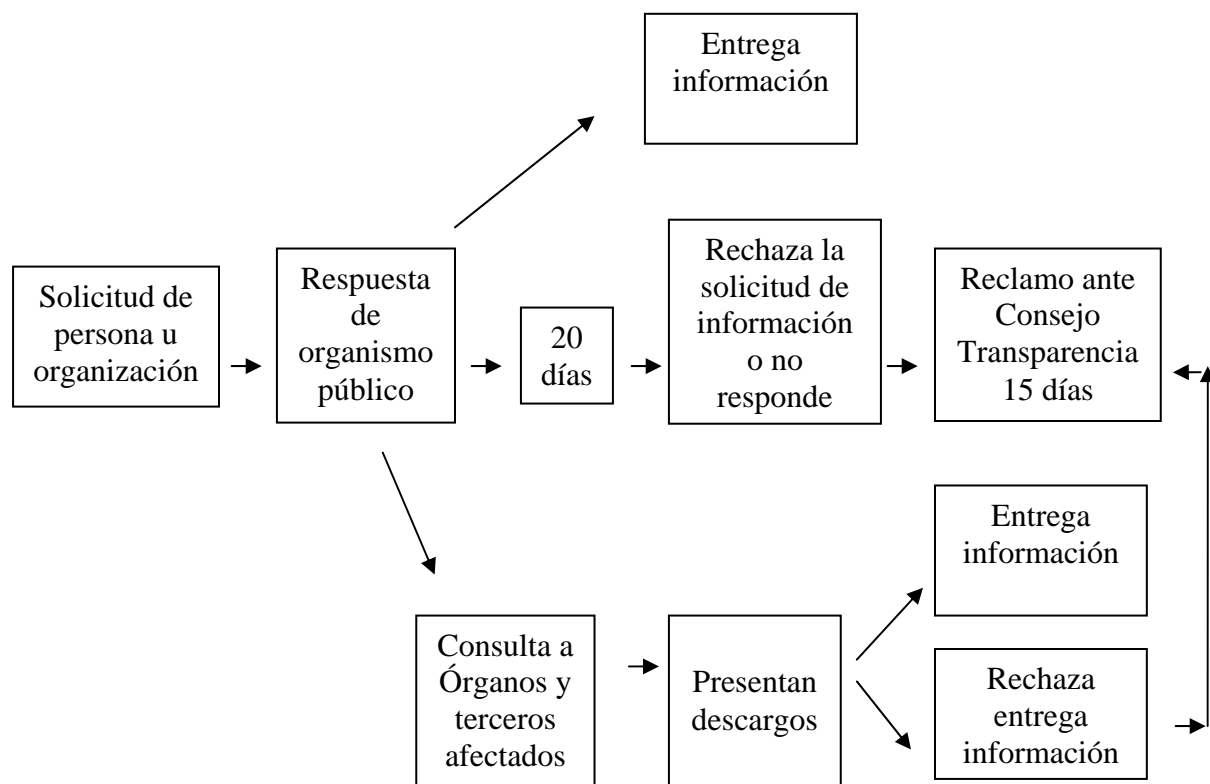 Entrega
información
Solicitud de
persona u
organización
Respuesta
de
organismo
público
20
días
Rechaza la
solicitud de
información
o no
responde
Reclamo ante
Consejo
Transparencia
15 días
Consulta a
Órganos y
terceros
afectados
Presentan
descargos
Entrega
información
Rechaza
entrega
información